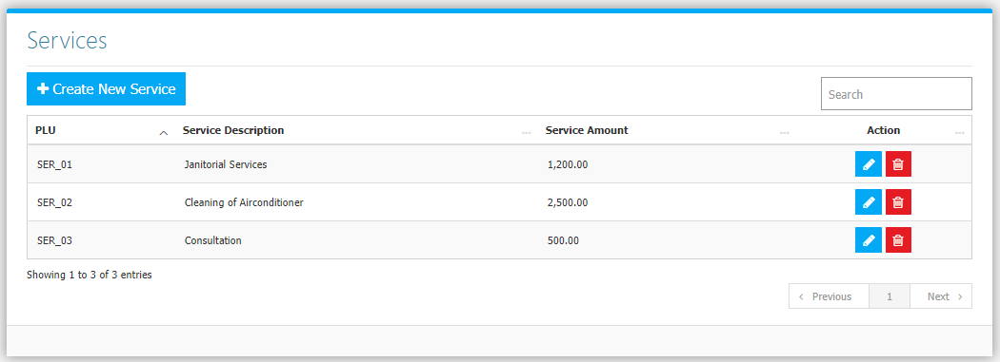 Services
Create New Service
Search
PLU Service Description Service Amount Action
SER_01 Janitorial Services 1,200.00
SER_02 Cleaning of Airconditioner 2,500.00
SER_03 Consultation 500.00
Showing 1 to 3 of 3 entries
Previous 1 Next